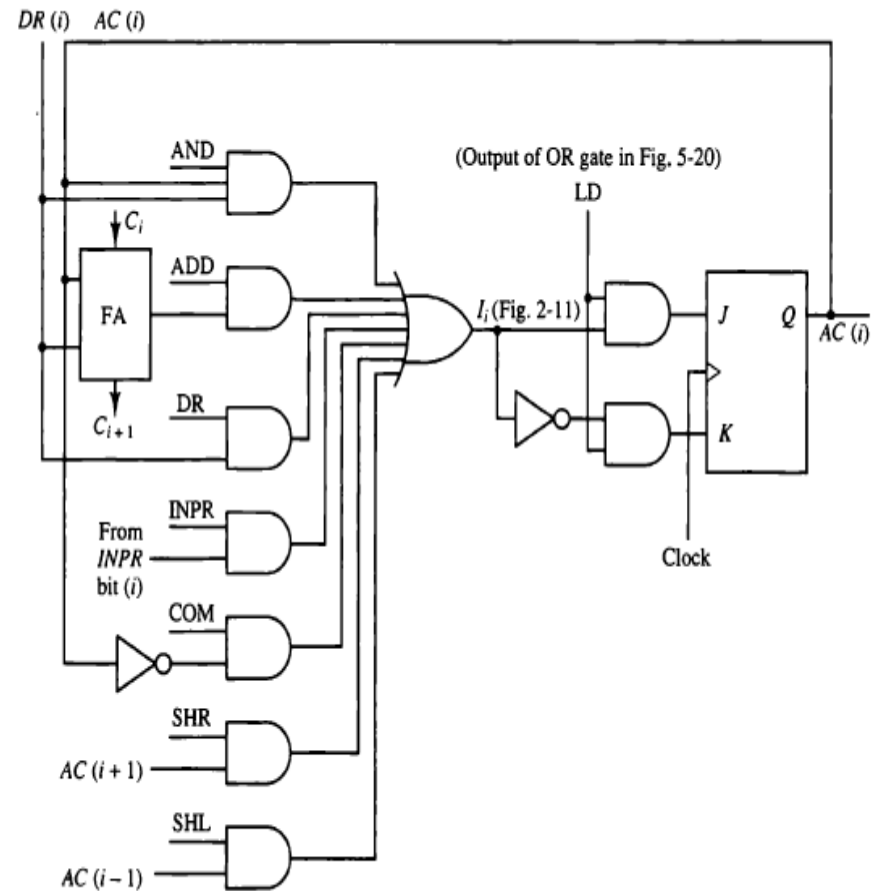 DR (i) AC (i)
AND
(Output of OR gate in Fig. 5-20)
LD
C_i
ADD
FA
I_i (Fig. 2-11)
J Q
AC (i)
DR
C_{i+1}
K
INPR
From
INPR
bit (i)
Clock
COM
SHR
AC (i + 1)
SHL
AC (i – 1)